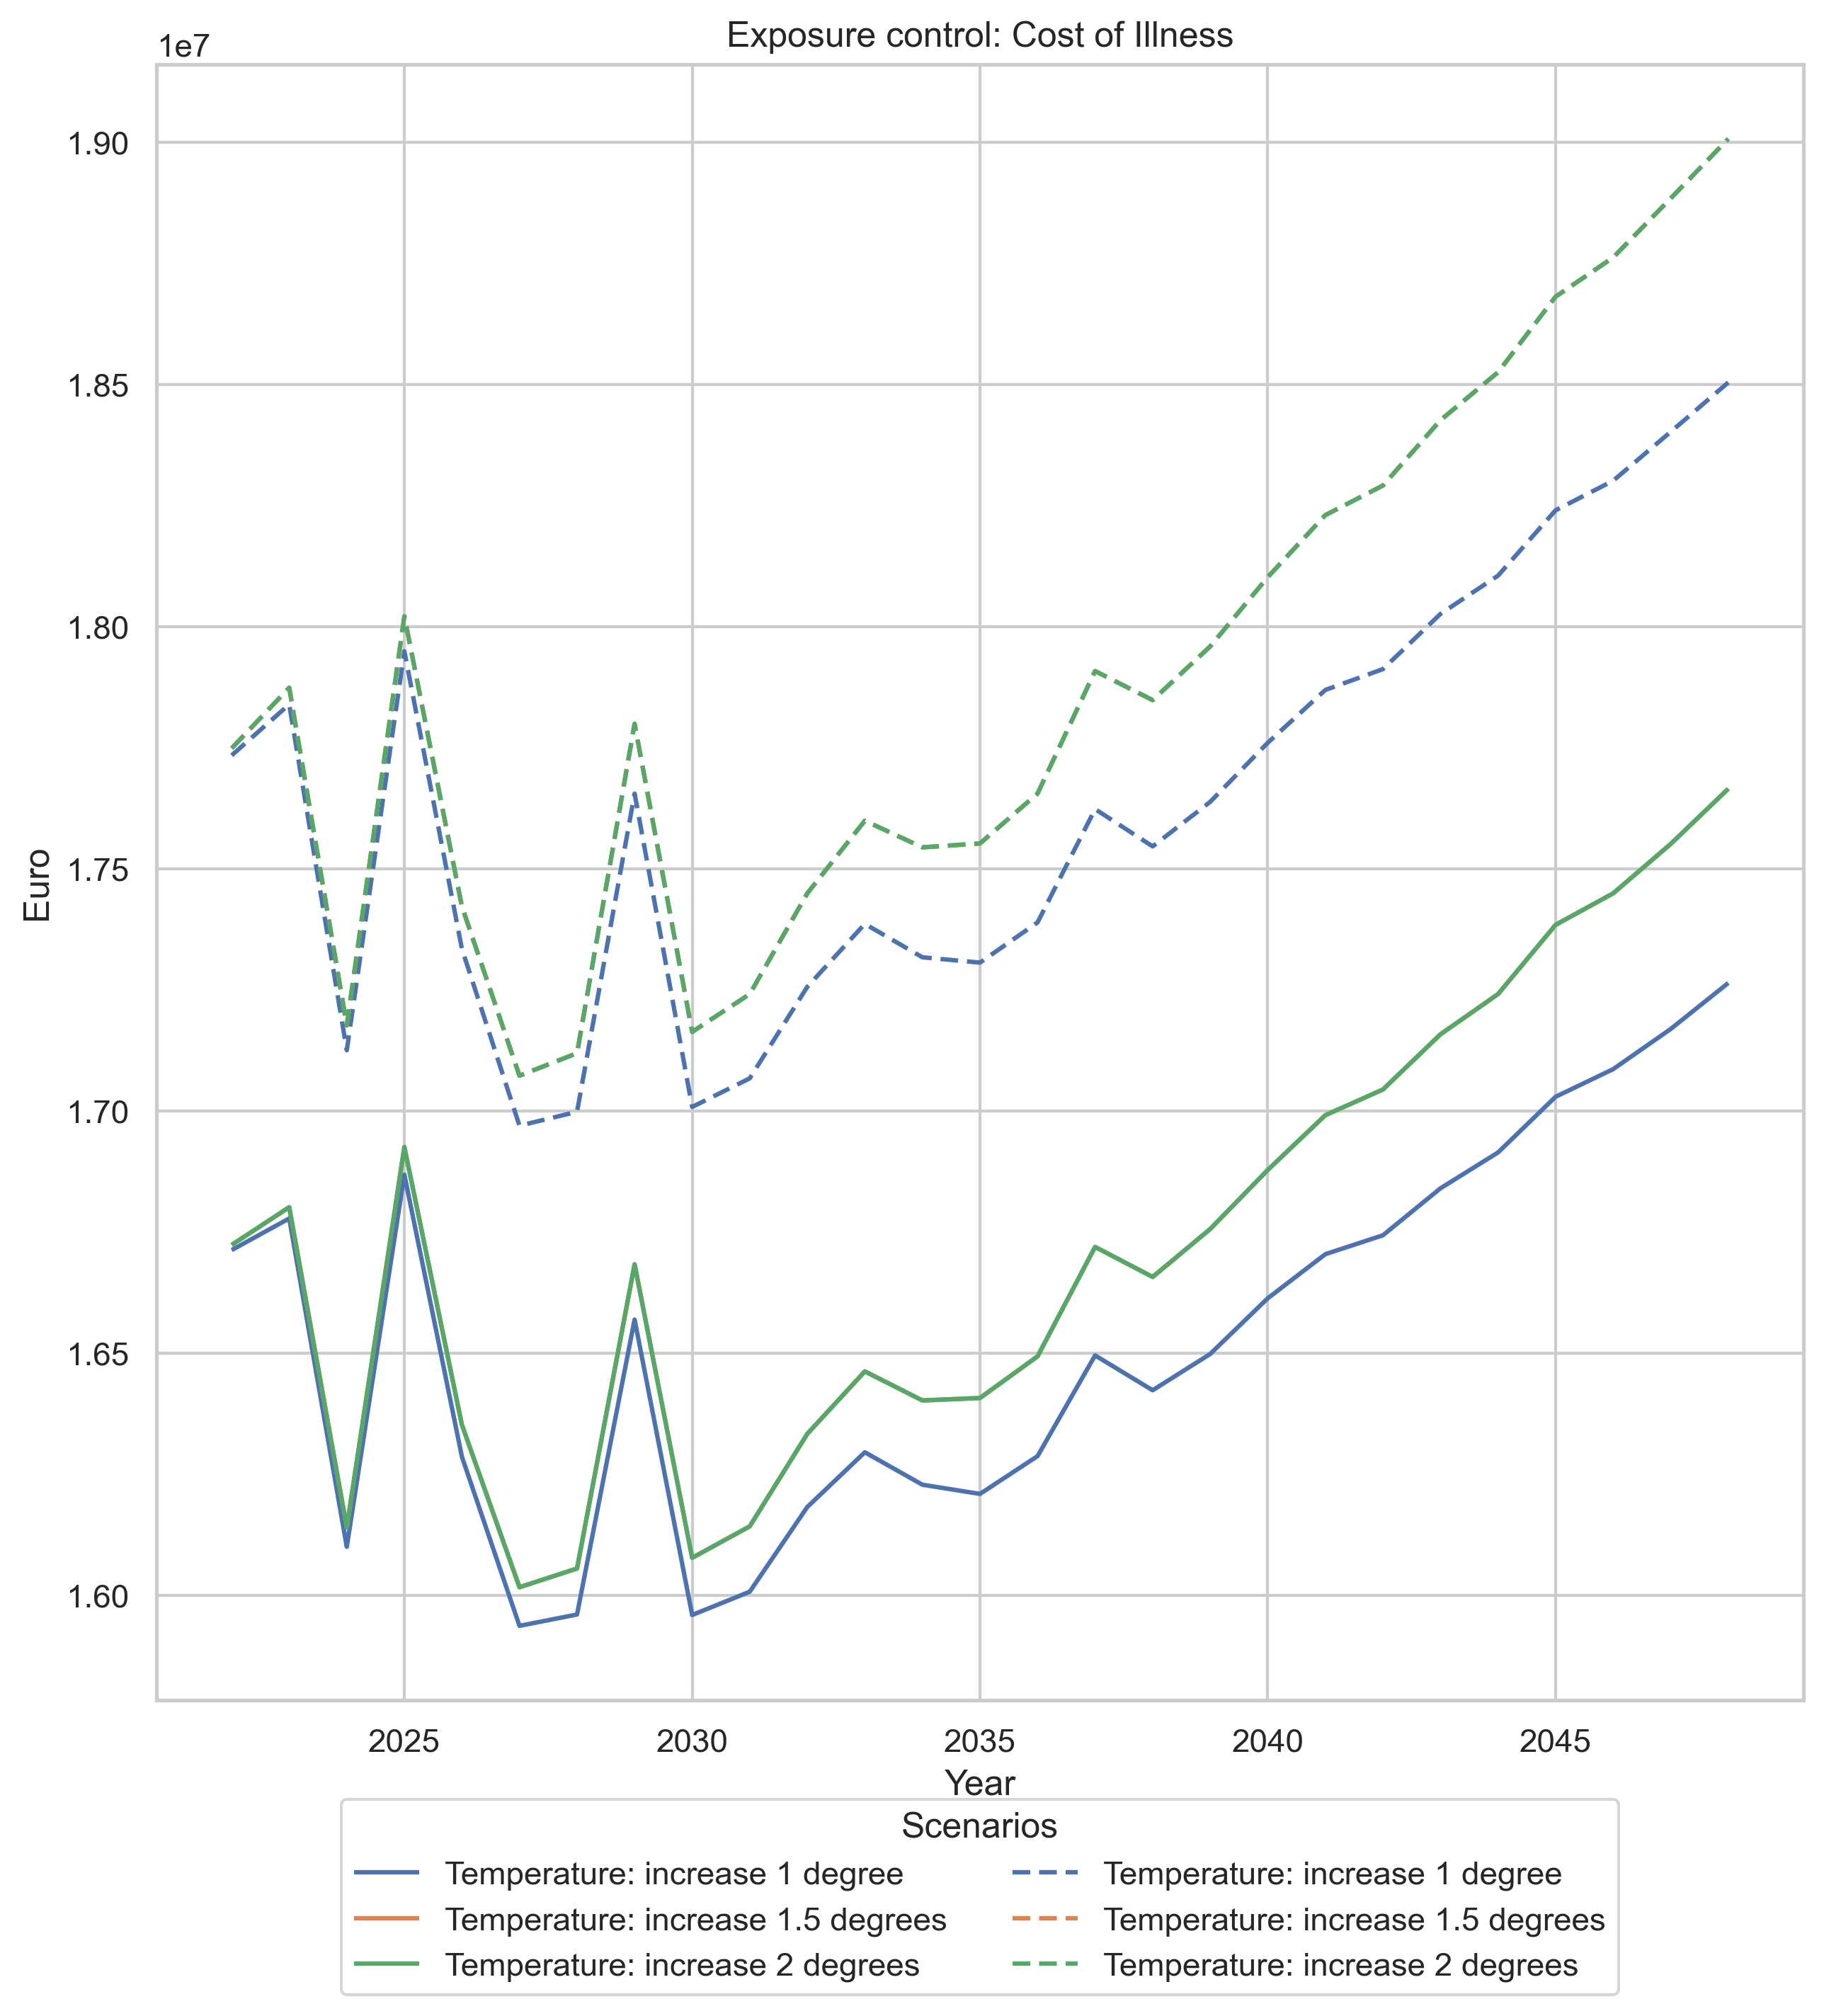 Exposure control: Cost of Illness
1e7
1.90
1.85
1.80
1.75
1.70
1.65
1.60
Euro
2025 2030 2035 2040 2045
Year
Scenarios
Temperature: increase 1 degree
Temperature: increase 1.5 degrees
Temperature: increase 2 degrees
Temperature: increase 1 degree
Temperature: increase 1.5 degrees
Temperature: increase 2 degrees